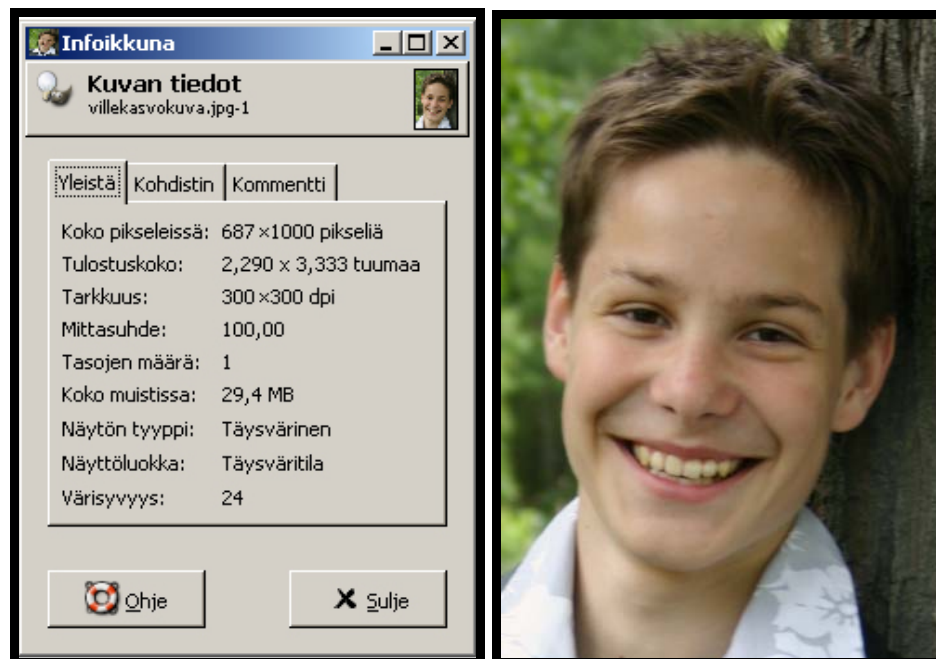 Infoikkuna
Kuvan tiedot
villekasvokuva.jpg-1
Yleistä Kohdistin Kommentti
Koko pikseleissä: 687 ×1000 pikseliä
Tulostuskoko: 2,290 x 3,333 tuumaa
Tarkkuus: 300 ×300 dpi
Mittasuhde: 100,00
Tasojen määrä: 1
Koko muistissa: 29,4 MB
Näytön tyyppi: Täysvärinen
Näyttöluokka: Täysväritila
Värisyvyys: 24
Ohje Sulje